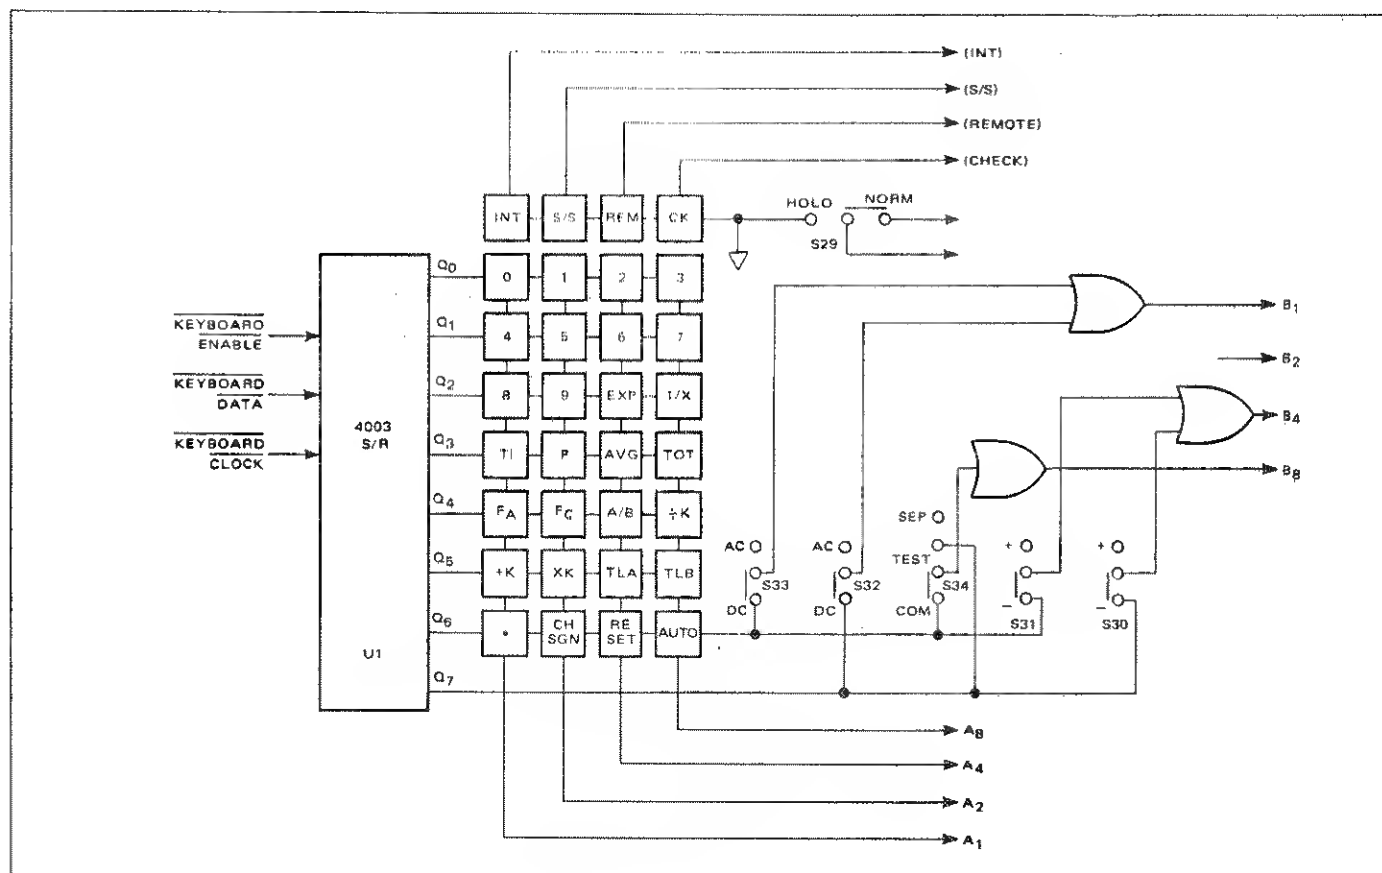 (INT)
(S/S)
(REMOTE)
(CHECK)
INT S/S REM CK
HOLO NORM
S29
Q0 0 1 2 3
KEYBOARD
ENABLE
Q1 4 5 6 7
B1
B2
KEYBOARD
DATA
Q2 8 9 EXP 1/X
B4
KEYBOARD
CLOCK
4003
S/R
Q3 TI P AVG TOT
B8
Q4 FA FC A/B ÷K
SEP
AC AC TEST + +
Q5 +K XK TLA TLB
S33 S32 S34
DC DC COM − −
S31 S30
Q6 • CH SGN RE SET AUTO
U1
Q7
A8
A4
A2
A1